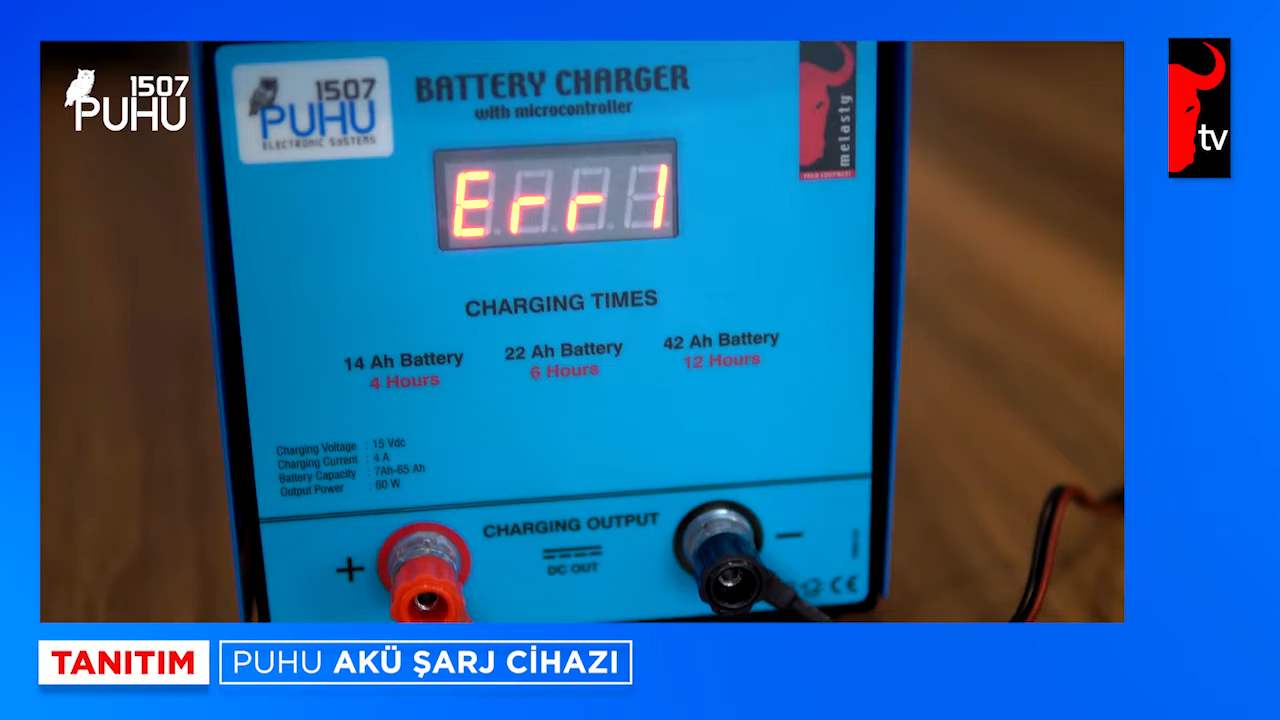 1507
PUHU
1507
PUHU
ELECTRONIC SYSTEMS
BATTERY CHARGER
with microcontroller
melasty
tv
Err1
CHARGING TIMES
14 Ah Battery
4 Hours
22 Ah Battery
6 Hours
42 Ah Battery
12 Hours
Charging Voltage : 15 Vdc
Charging Current : 4 A
Battery Capacity : 7Ah-65 Ah
Output Power : 60 W
CHARGING OUTPUT
+
−
DC OUT
CE
TANITIM
PUHU AKÜ ŞARJ CİHAZI